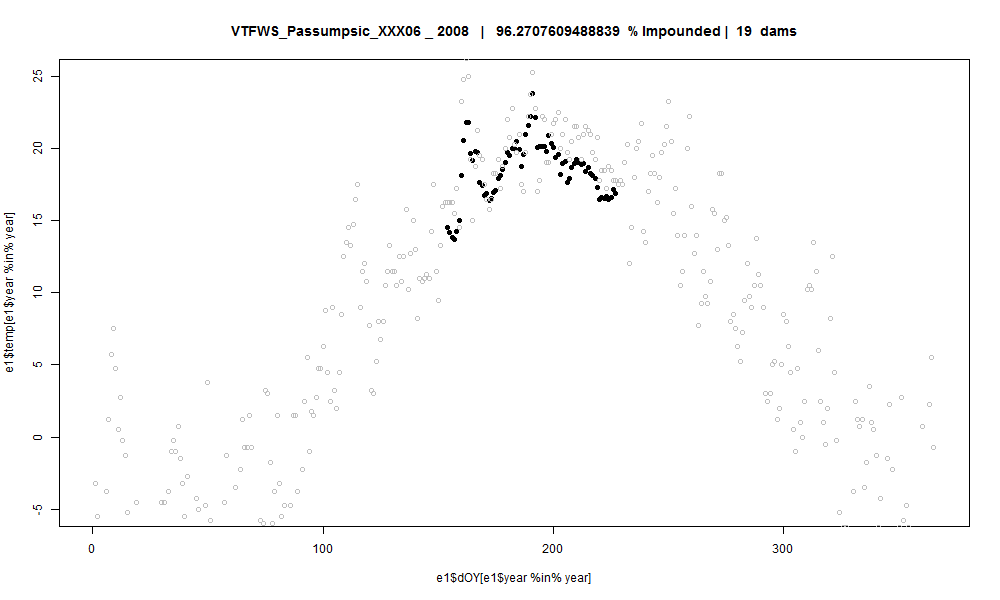 VTFWS_Passumpsic_XXX06 _ 2008 | 96.2707609488839 % Impounded | 19 dams
25
20
15
10
5
0
-5
e1$temp[e1$year %in% year]
0 100 200 300
e1$dOY[e1$year %in% year]